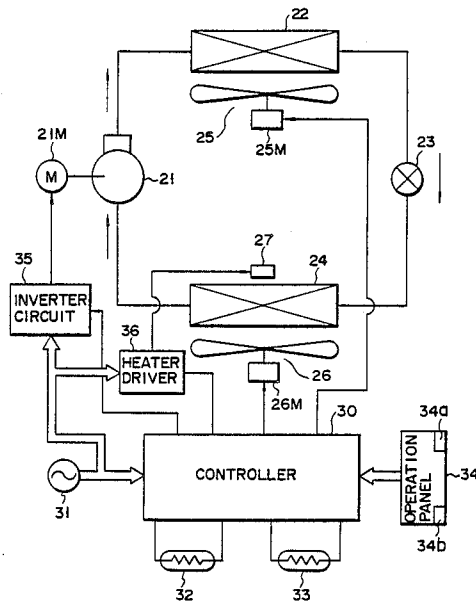 22
21M
M
21
25
25M
23
27
24
35
INVERTER
CIRCUIT
36
HEATER
DRIVER
26
26M
30
34a
CONTROLLER
OPERATION
PANEL
34
34b
31
32
33